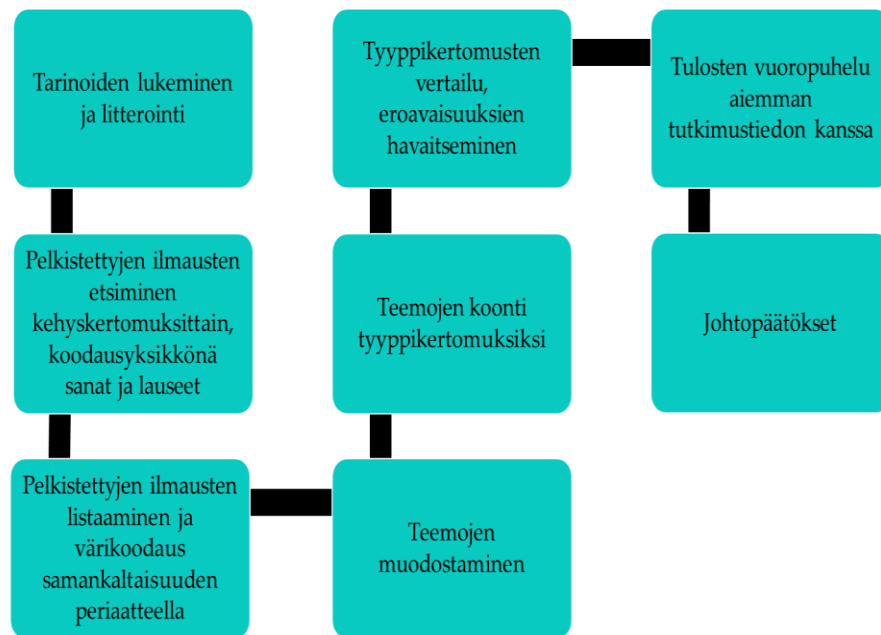 Tarinoiden lukeminen
ja litterointi
Pelkistettyjen ilmausten
etsiminen
kehyskertomuksittain,
koodausyksikkönä
sanat ja lauseet
Pelkistettyjen ilmausten
listaaminen ja
värikoodaus
samankaltaisuuden
periaatteella
Teemojen
muodostaminen
Teemojen koonti
tyyppikertomuksiksi
Tyyppikertomusten
vertailu,
eroavaisuuksien
havaitseminen
Tulosten vuoropuhelu
aiemman
tutkimustiedon kanssa
Johtopäätökset